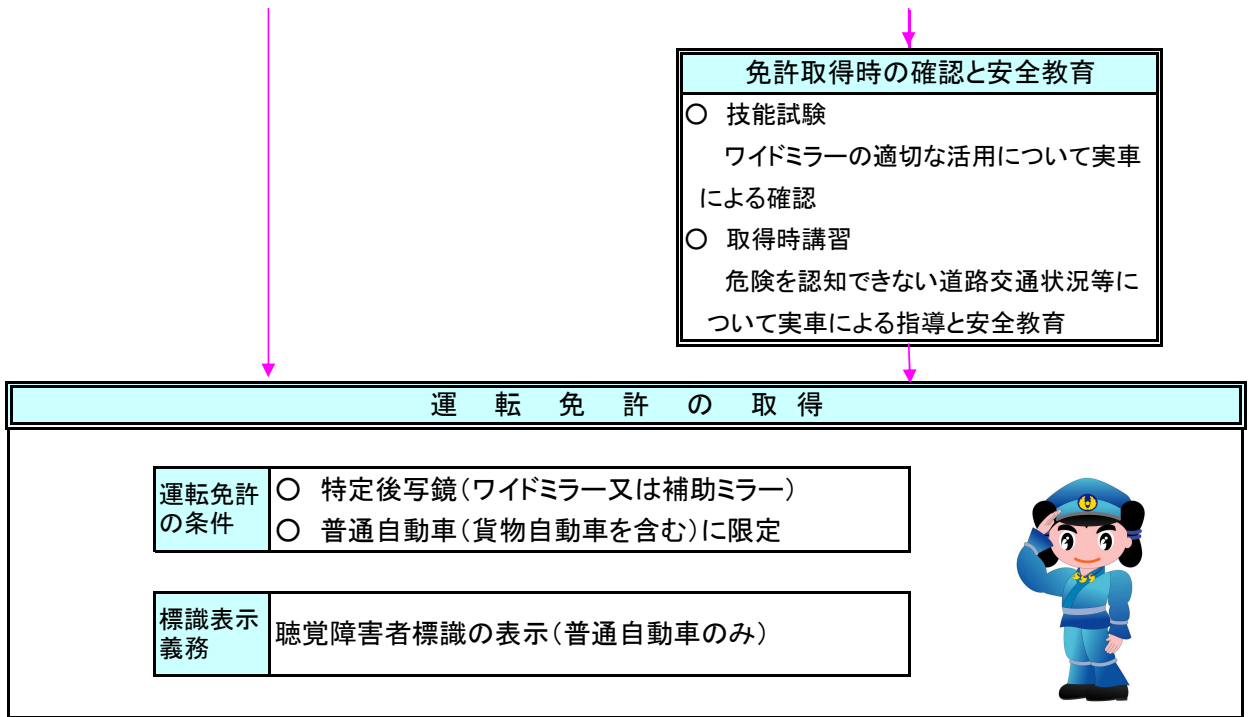 免許取得時の確認と安全教育
○ 技能試験
ワイドミラーの適切な活用について実車
による確認
○ 取得時講習
危険を認知できない道路交通状況等に
ついて実車による指導と安全教育
運転免許の取得
運転免許
の条件
○ 特定後写鏡(ワイドミラー又は補助ミラー)
○ 普通自動車(貨物自動車を含む)に限定
標識表示
義務
聴覚障害者標識の表示(普通自動車のみ)